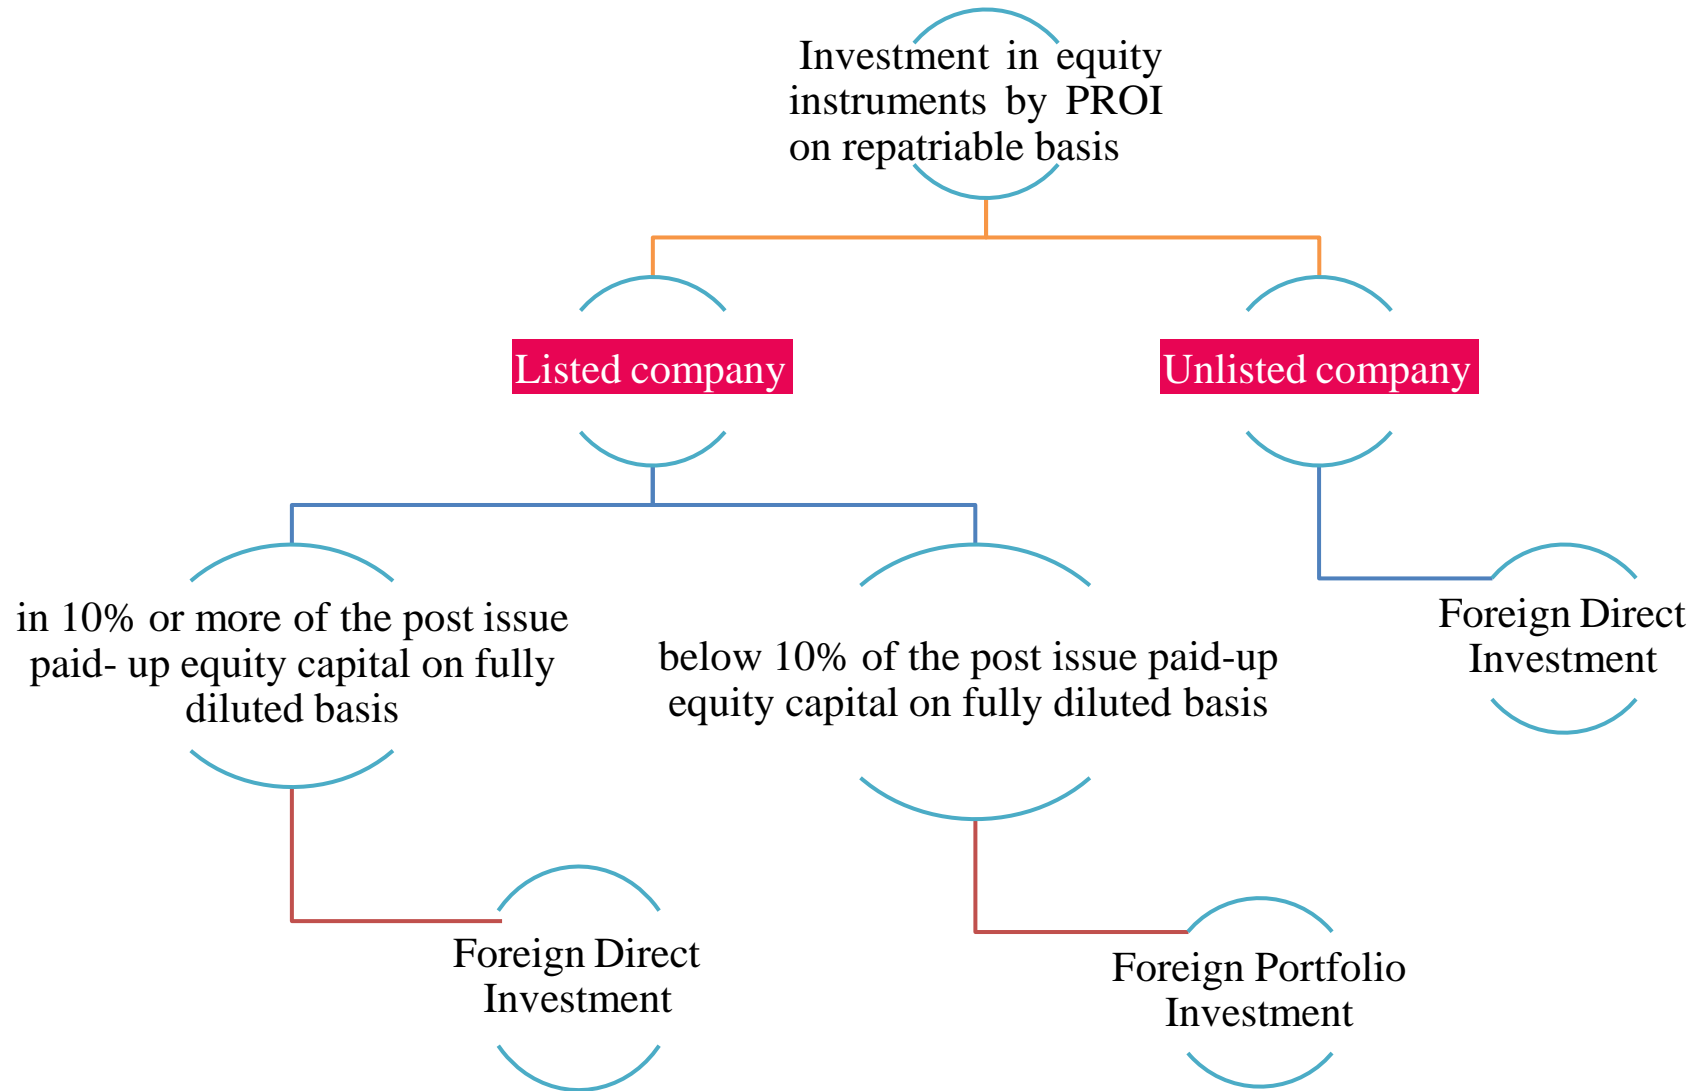 Investment in equity
instruments by PROI
on repatriable basis
Listed company
Unlisted company
in 10% or more of the post issue
paid- up equity capital on fully
diluted basis
below 10% of the post issue paid-up
equity capital on fully diluted basis
Foreign Direct
Investment
Foreign Direct
Investment
Foreign Portfolio
Investment